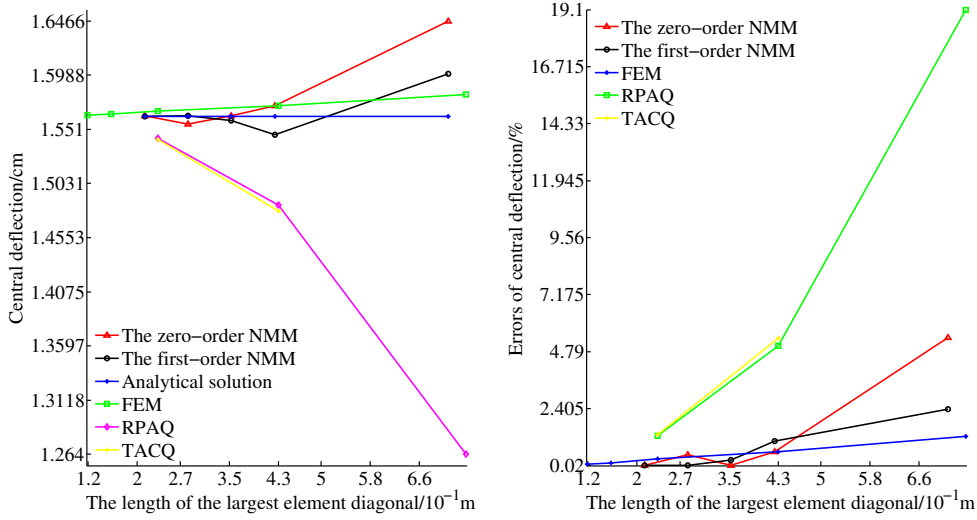 1.6466
1.5988
1.551
1.5031
1.4553
1.4075
1.3597
1.3118
1.264
Central deflection/cm
The zero−order NMM
The first−order NMM
Analytical solution
FEM
RPAQ
TACQ
1.2 2 2.7 3.5 4.3 5 5.8 6.6
The length of the largest element diagonal/10⁻¹m
19.1
16.715
14.33
11.945
9.56
7.175
4.79
2.405
0.02
Errors of central deflection/%
The zero−order NMM
The first−order NMM
FEM
RPAQ
TACQ
1.2 2 2.7 3.5 4.3 5 5.8 6.6
The length of the largest element diagonal/10⁻¹m